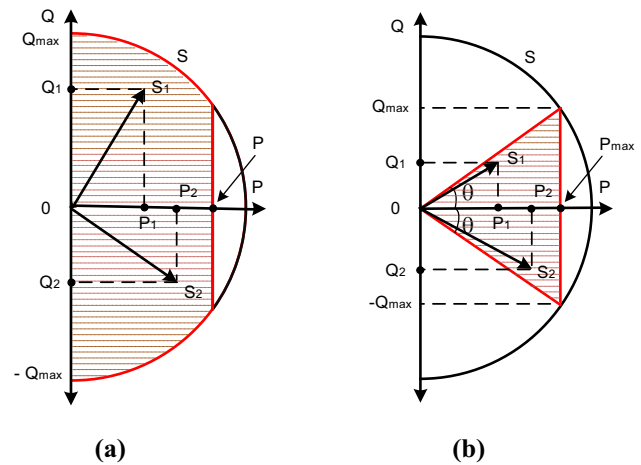 Q
Qmax
S
Q1
S1
P
P2
P
0
P1
Q2
S2
- Qmax
(a)
Q
S
Qmax
Pmax
Q1
S1
θ
P2
P
0
θ
P1
Q2
S2
-Qmax
(b)